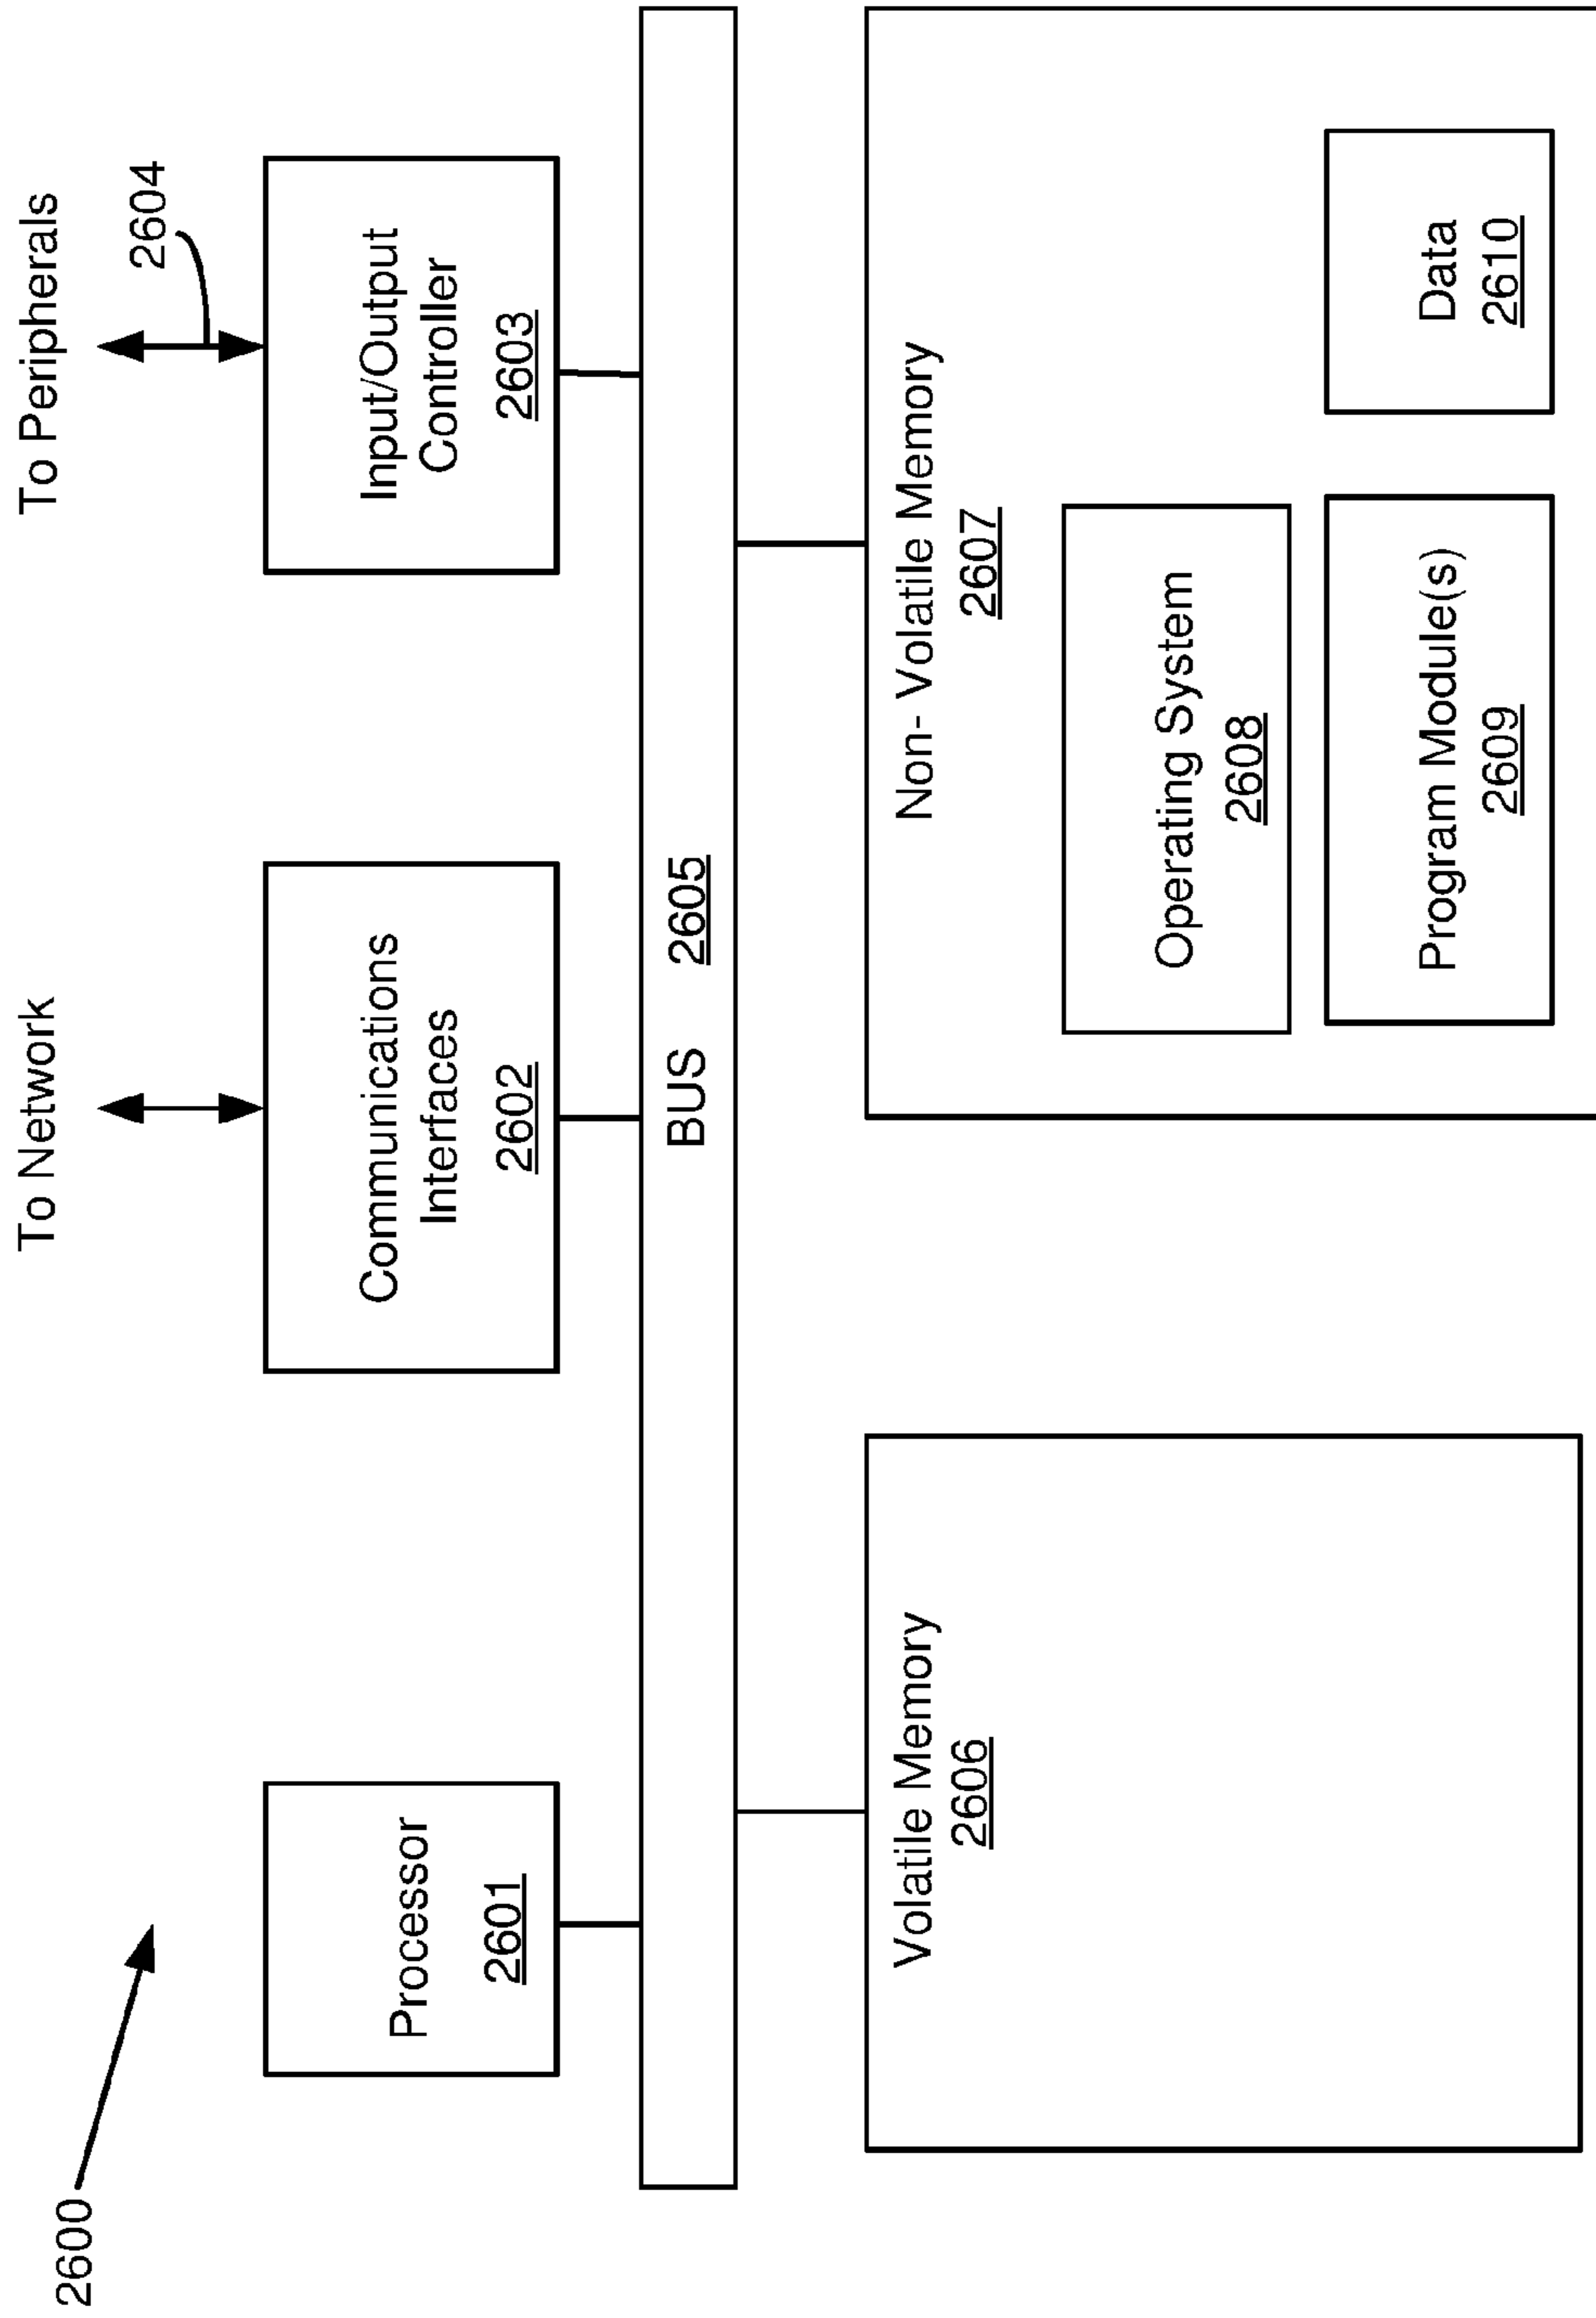 2600
To Network
To Peripherals
2604
Processor
2601
Communications
Interfaces
2602
Input/Output
Controller
2603
BUS 2605
Volatile Memory
2606
Non- Volatile Memory
2607
Operating System
2608
Program Module(s)
2609
Data
2610